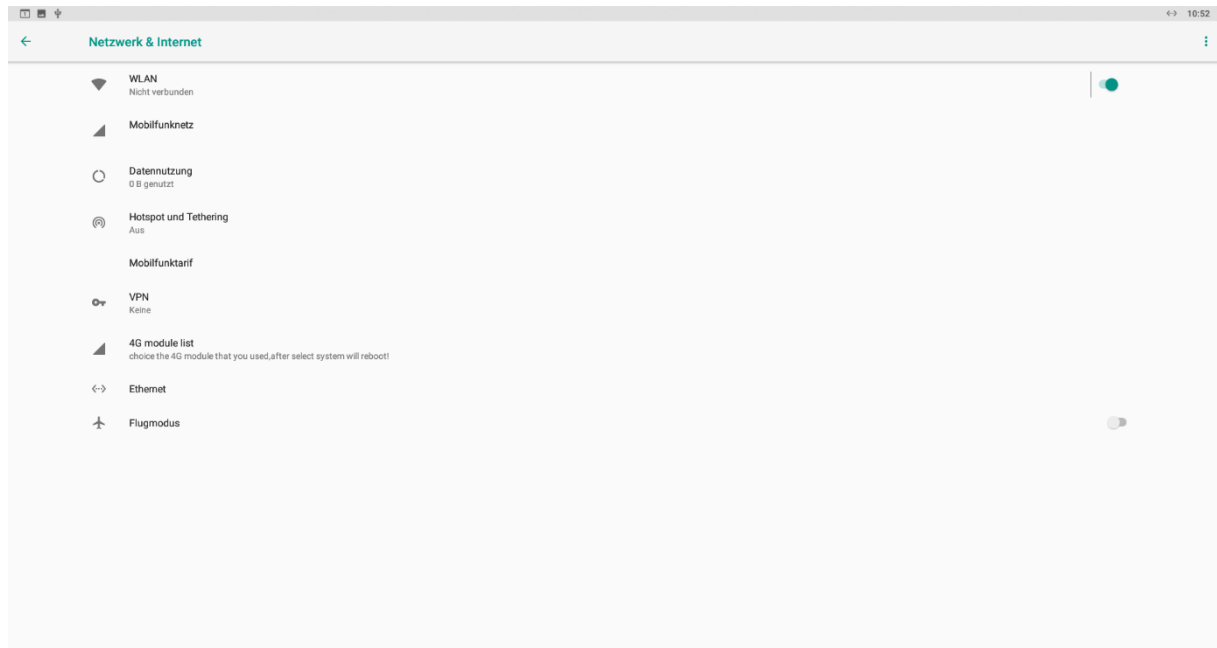 10:52
Netzwerk & Internet
WLAN
Nicht verbunden
Mobilfunknetz
Datennutzung
0 B genutzt
Hotspot und Tethering
Aus
Mobilfunktarif
VPN
Keine
4G module list
choice the 4G module that you used,after select system will reboot!
Ethernet
Flugmodus